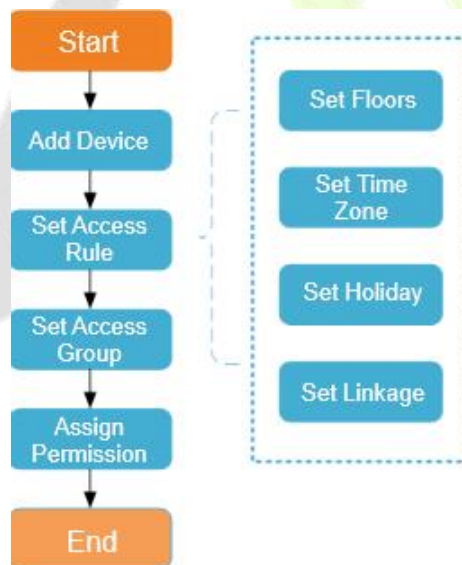 Start
Add Device
Set Access
Rule
Set Access
Group
Assign
Permission
End
Set Floors
Set Time
Zone
Set Holiday
Set Linkage